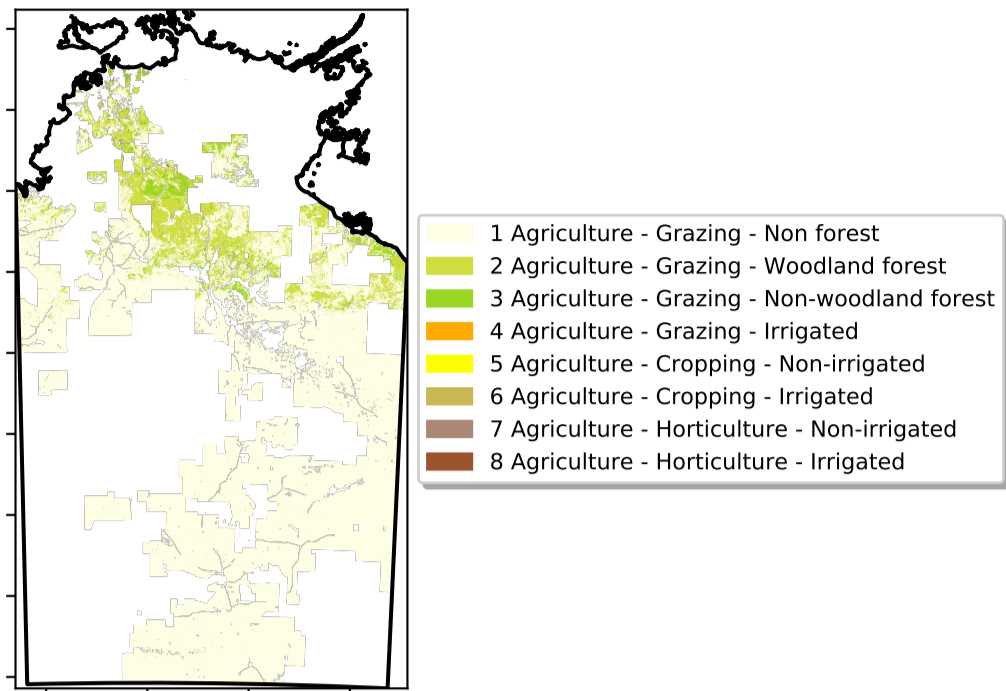 1 Agriculture - Grazing - Non forest
2 Agriculture - Grazing - Woodland forest
3 Agriculture - Grazing - Non-woodland forest
4 Agriculture - Grazing - Irrigated
5 Agriculture - Cropping - Non-irrigated
6 Agriculture - Cropping - Irrigated
7 Agriculture - Horticulture - Non-irrigated
8 Agriculture - Horticulture - Irrigated